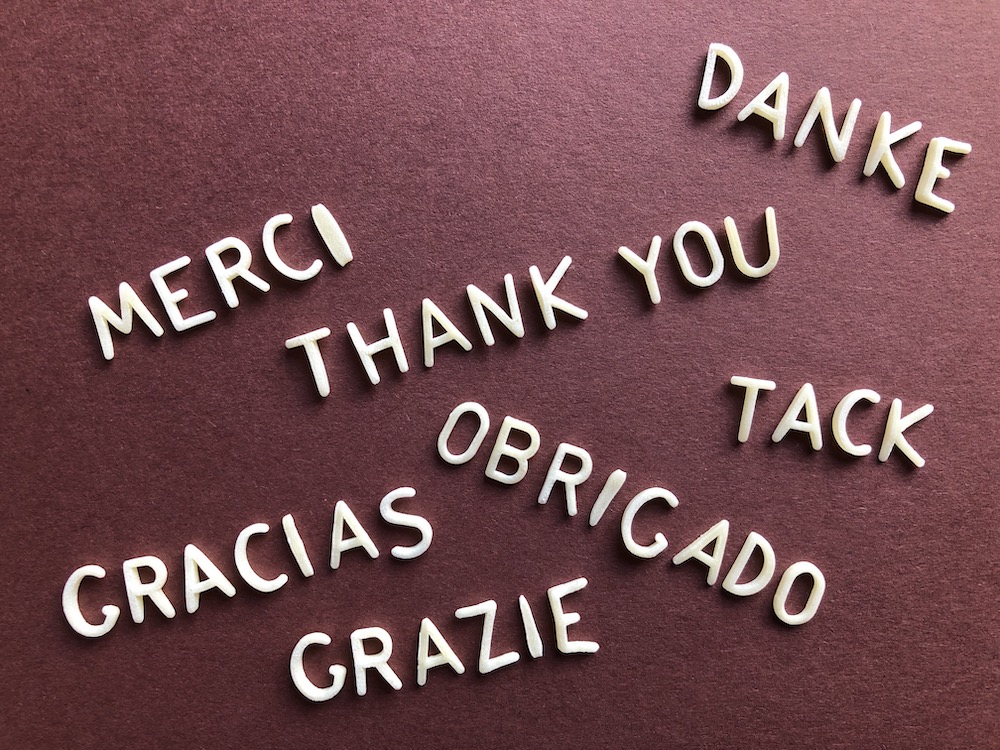 DANKE
MERCI
THANK YOU
TACK
OBRIGADO
GRACIAS
GRAZIE